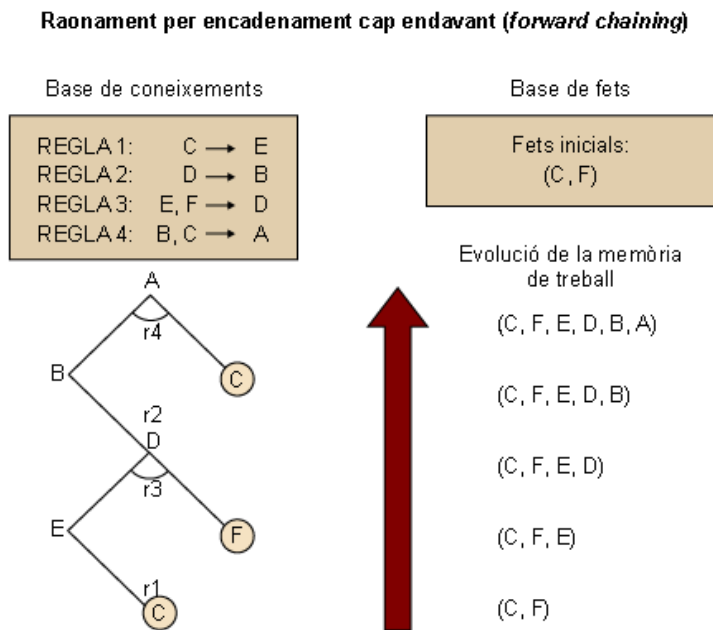 Raonament per encadenament cap endavant (forward chaining)
Base de coneixements
REGLA 1: C → E
REGLA 2: D → B
REGLA 3: E, F → D
REGLA 4: B, C → A
Base de fets
Fets inicials:
(C, F)
Evolució de la memòria
de treball
(C, F, E, D, B, A)
(C, F, E, D, B)
(C, F, E, D)
(C, F, E)
(C, F)
A
r4
B
C
r2
D
r3
E
F
r1
C